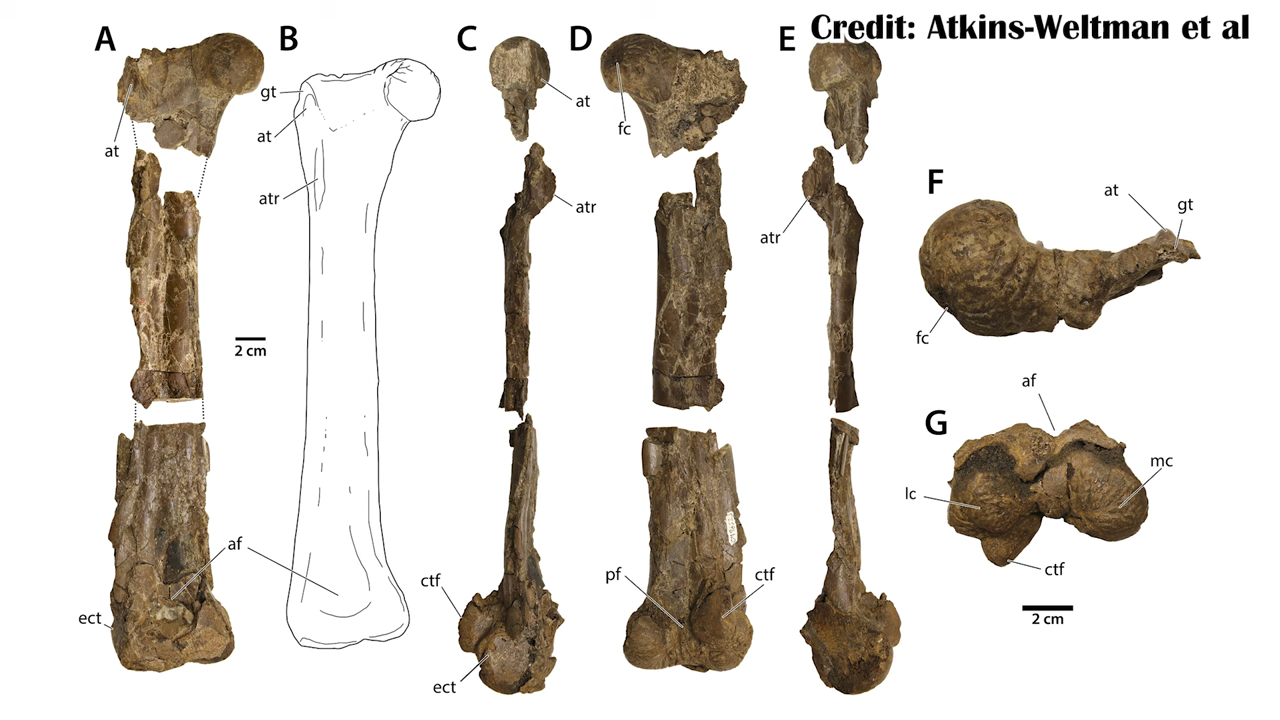 Credit: Atkins-Weltman et al
A
B
C
D
E
at
gt
at
atr
at
atr
fc
atr
2 cm
af
ect
ctf
ect
pf
ctf
F
at
gt
fc
af
G
lc
mc
ctf
2 cm